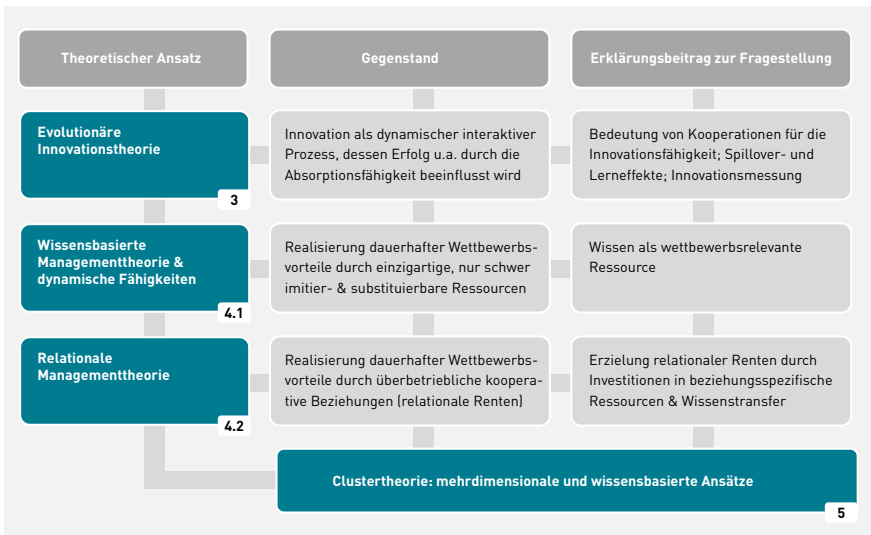 Theoretischer Ansatz
Gegenstand
Erklärungsbeitrag zur Fragestellung
Evolutionäre
Innovationstheorie
3
Innovation als dynamischer interaktiver
Prozess, dessen Erfolg u.a. durch die
Absorptionsfähigkeit beeinflusst wird
Bedeutung von Kooperationen für die
Innovationsfähigkeit; Spillover- und
Lerneffekte; Innovationsmessung
Wissensbasierte
Managementtheorie &
dynamische Fähigkeiten
4.1
Realisierung dauerhafter Wettbewerbs-
vorteile durch einzigartige, nur schwer
imitier- & substituierbare Ressourcen
Wissen als wettbewerbsrelevante
Ressource
Relationale
Managementtheorie
4.2
Realisierung dauerhafter Wettbewerbs-
vorteile durch überbetriebliche koopera-
tive Beziehungen (relationale Renten)
Erzielung relationaler Renten durch
Investitionen in beziehungsspezifische
Ressourcen & Wissenstransfer
Clustertheorie: mehrdimensionale und wissensbasierte Ansätze
5